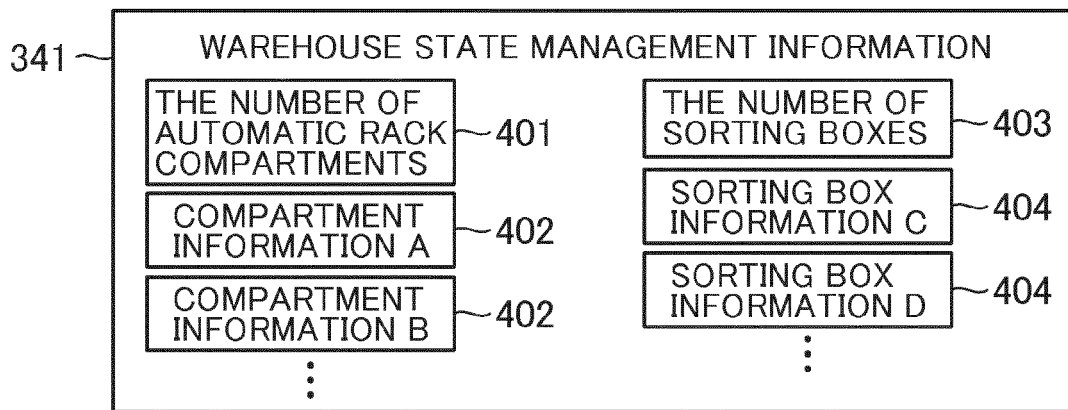 341
WAREHOUSE STATE MANAGEMENT INFORMATION
THE NUMBER OF
AUTOMATIC RACK
COMPARTMENTS
401
COMPARTMENT
INFORMATION A
402
COMPARTMENT
INFORMATION B
402
THE NUMBER OF
SORTING BOXES
403
SORTING BOX
INFORMATION C
404
SORTING BOX
INFORMATION D
404